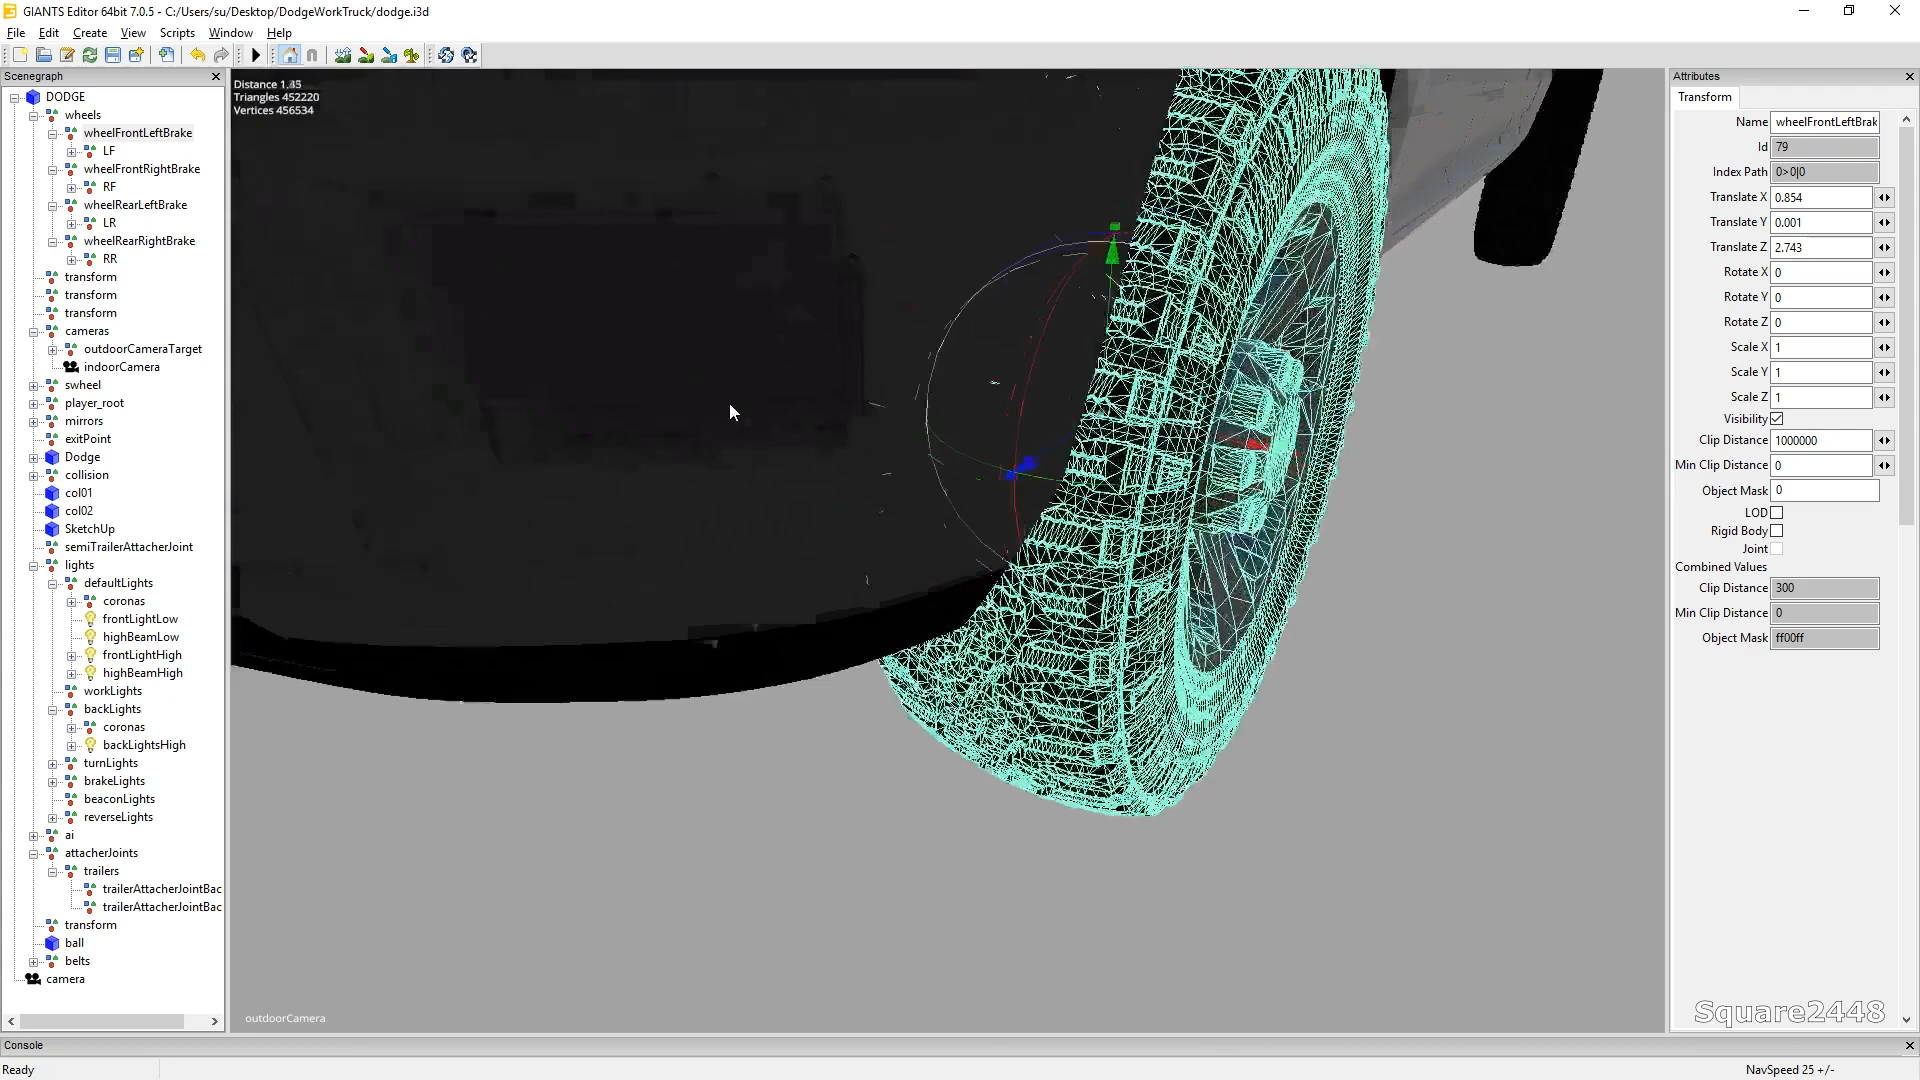 GIANTS Editor 64bit 7.0.5 - C:/Users/su/Desktop/DodgeWorkTruck/dodge.i3d
File Edit Create View Scripts Window Help
Scenegraph
DODGE
wheels
wheelFrontLeftBrake
LF
wheelFrontRightBrake
RF
wheelRearLeftBrake
LR
wheelRearRightBrake
RR
transform
transform
transform
cameras
outdoorCameraTarget
indoorCamera
swheel
player_root
mirrors
exitPoint
Dodge
collision
col01
col02
SketchUp
semiTrailerAttacherJoint
lights
defaultLights
coronas
frontLightLow
highBeamLow
frontLightHigh
highBeamHigh
workLights
backLights
coronas
backLightsHigh
turnLights
brakeLights
beaconLights
reverseLights
ai
attacherJoints
trailers
trailerAttacherJointBac
trailerAttacherJointBac
transform
ball
belts
camera
Distance
Triangles 452220
Vertices 456534
outdoorCamera
Attributes
Transform
Name wheelFrontLeftBrak
Id 79
Index Path 0>0|0
Translate X 0.854
Translate Y 0.001
Translate Z 2.743
Rotate X 0
Rotate Y 0
Rotate Z 0
Scale X 1
Scale Y 1
Scale Z 1
Visibility
Clip Distance 1000000
Min Clip Distance 0
Object Mask 0
LOD
Rigid Body
Joint
Combined Values
Clip Distance 300
Min Clip Distance 0
Object Mask ff00ff
Square2448
Console
Ready
NavSpeed 25 +/-